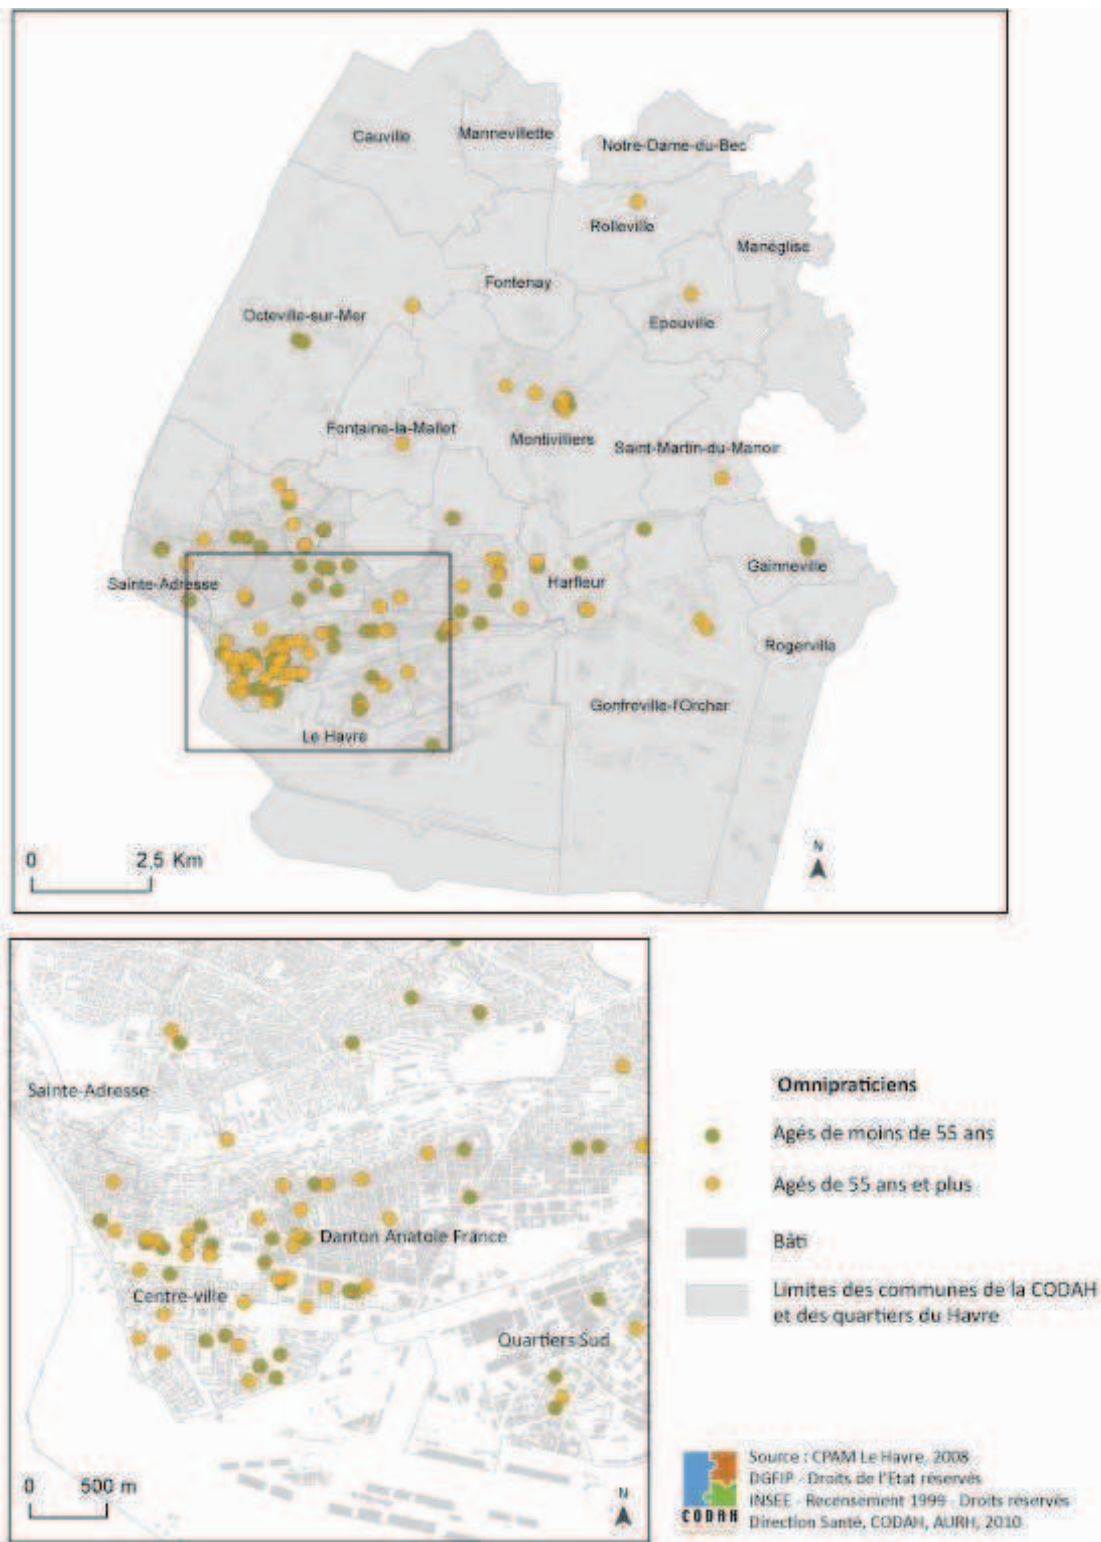 Cauville
Mannevillette
Notre-Dame-du-Bec
Rolleville
Manéglise
Fontenay
Octeville-sur-Mer
Epouville
Fontaine-la-Mallet
Montivilliers
Saint-Martin-du-Manoir
Sainte-Adresse
Harfleur
Gainneville
Rogerville
Gonfreville-l'Orcher
Le Havre
0 2,5 Km
N
Sainte-Adresse
Danton Anatole France
Centre-ville
Quartiers Sud
0 500 m
N
Omnipraticiens
Agés de moins de 55 ans
Agés de 55 ans et plus
Bâti
Limites des communes de la CODAH
et des quartiers du Havre
CODAH
Source : CPAM Le Havre, 2008
DGFIP - Droits de l'Etat réservés
INSEE - Recensement 1999 - Droits réservés
Direction Santé, CODAH, AURH, 2010